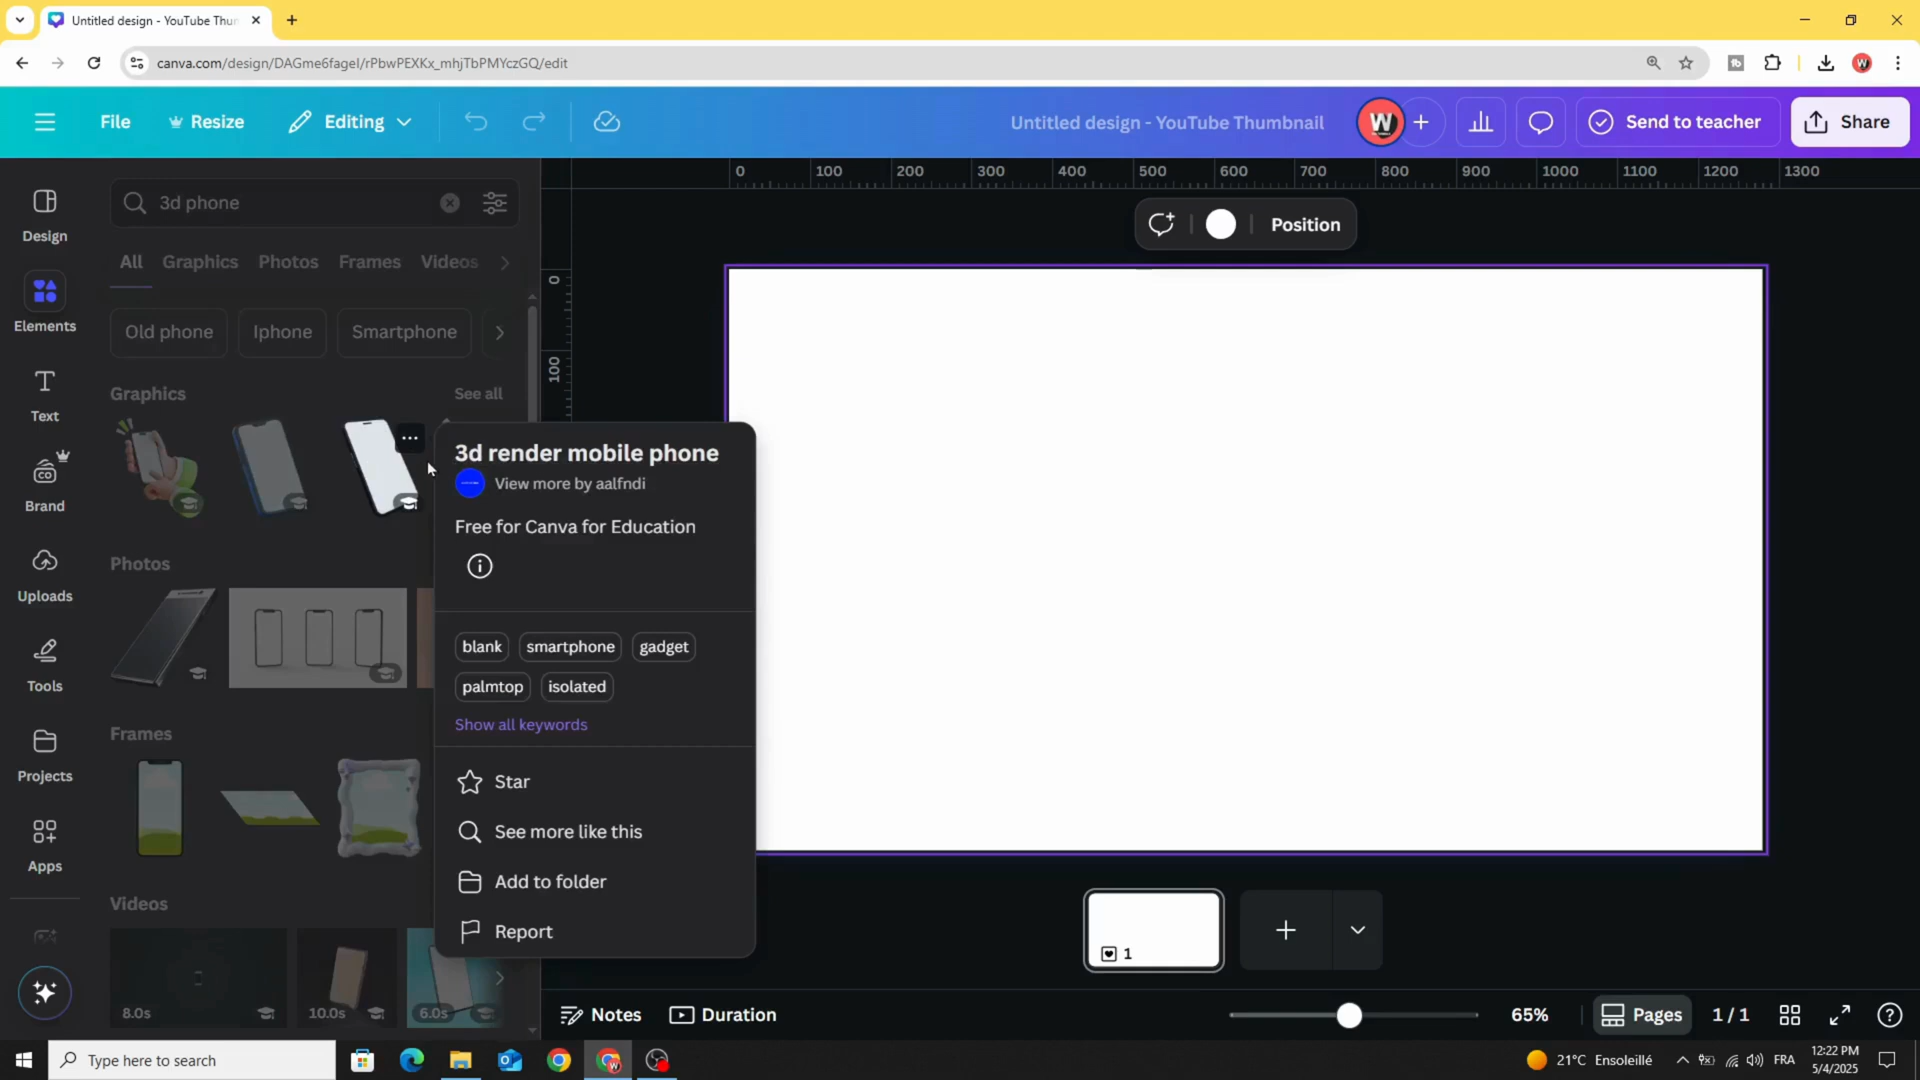 Untitled design - YouTube Thum
canva.com/design/DAGme6fageI/rPbwPEXKx_mhjTbPMYczGQ/edit
W
File
Resize
Editing
Untitled design - YouTube Thumbnail
W
Send to teacher
Share
0 100 200 300 400 500 600 700 800 900 1000 1100 1200 1300
3d phone
Position
Design
All
Graphics
Photos
Frames
Videos
0
Old phone
Iphone
Smartphone
Elements
100
Graphics
See all
Text
3d render mobile phone
View more by aalfndi
Brand
Free for Canva for Education
Photos
Uploads
blank
smartphone
gadget
palmtop
isolated
Tools
Show all keywords
Frames
Projects
Star
See more like this
Apps
Add to folder
Videos
Report
1
8.0s
10.0s
6.0s
Notes
Duration
65%
Pages
1 / 1
Type here to search
21°C Ensoleillé
FRA
12:22 PM
5/4/2025